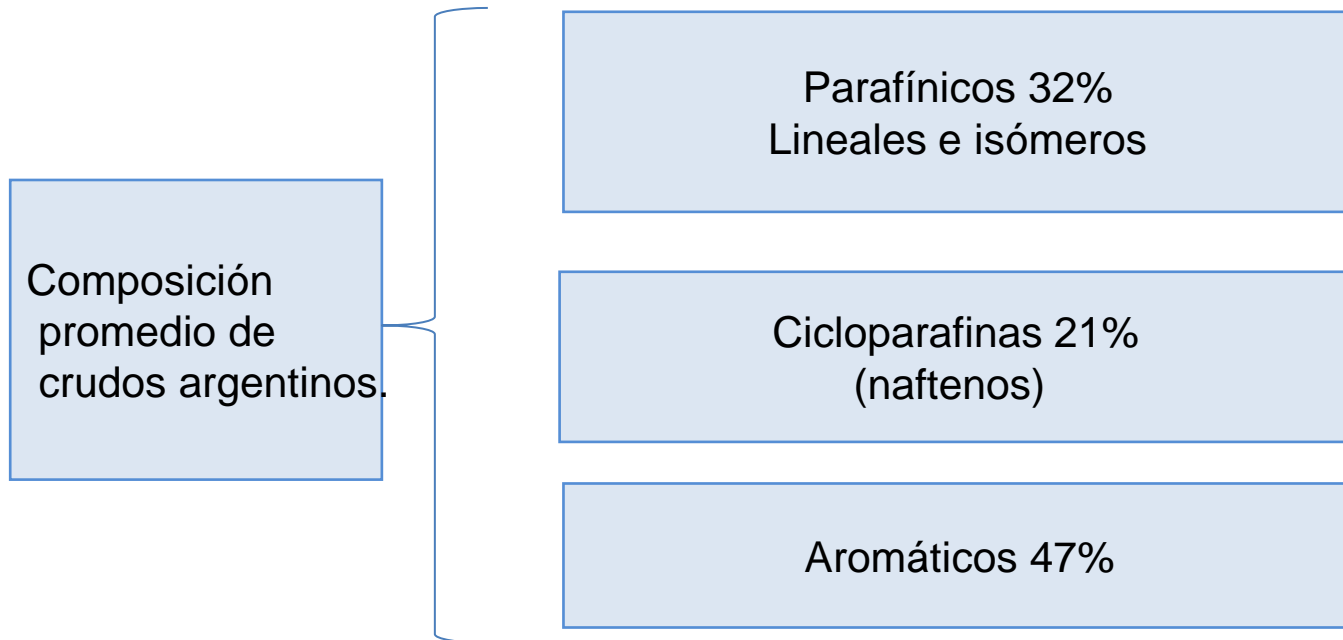 Composición
promedio de
crudos argentinos.
Parafínicos 32%
Lineales e isómeros
Cicloparafinas 21%
(naftenos)
Aromáticos 47%